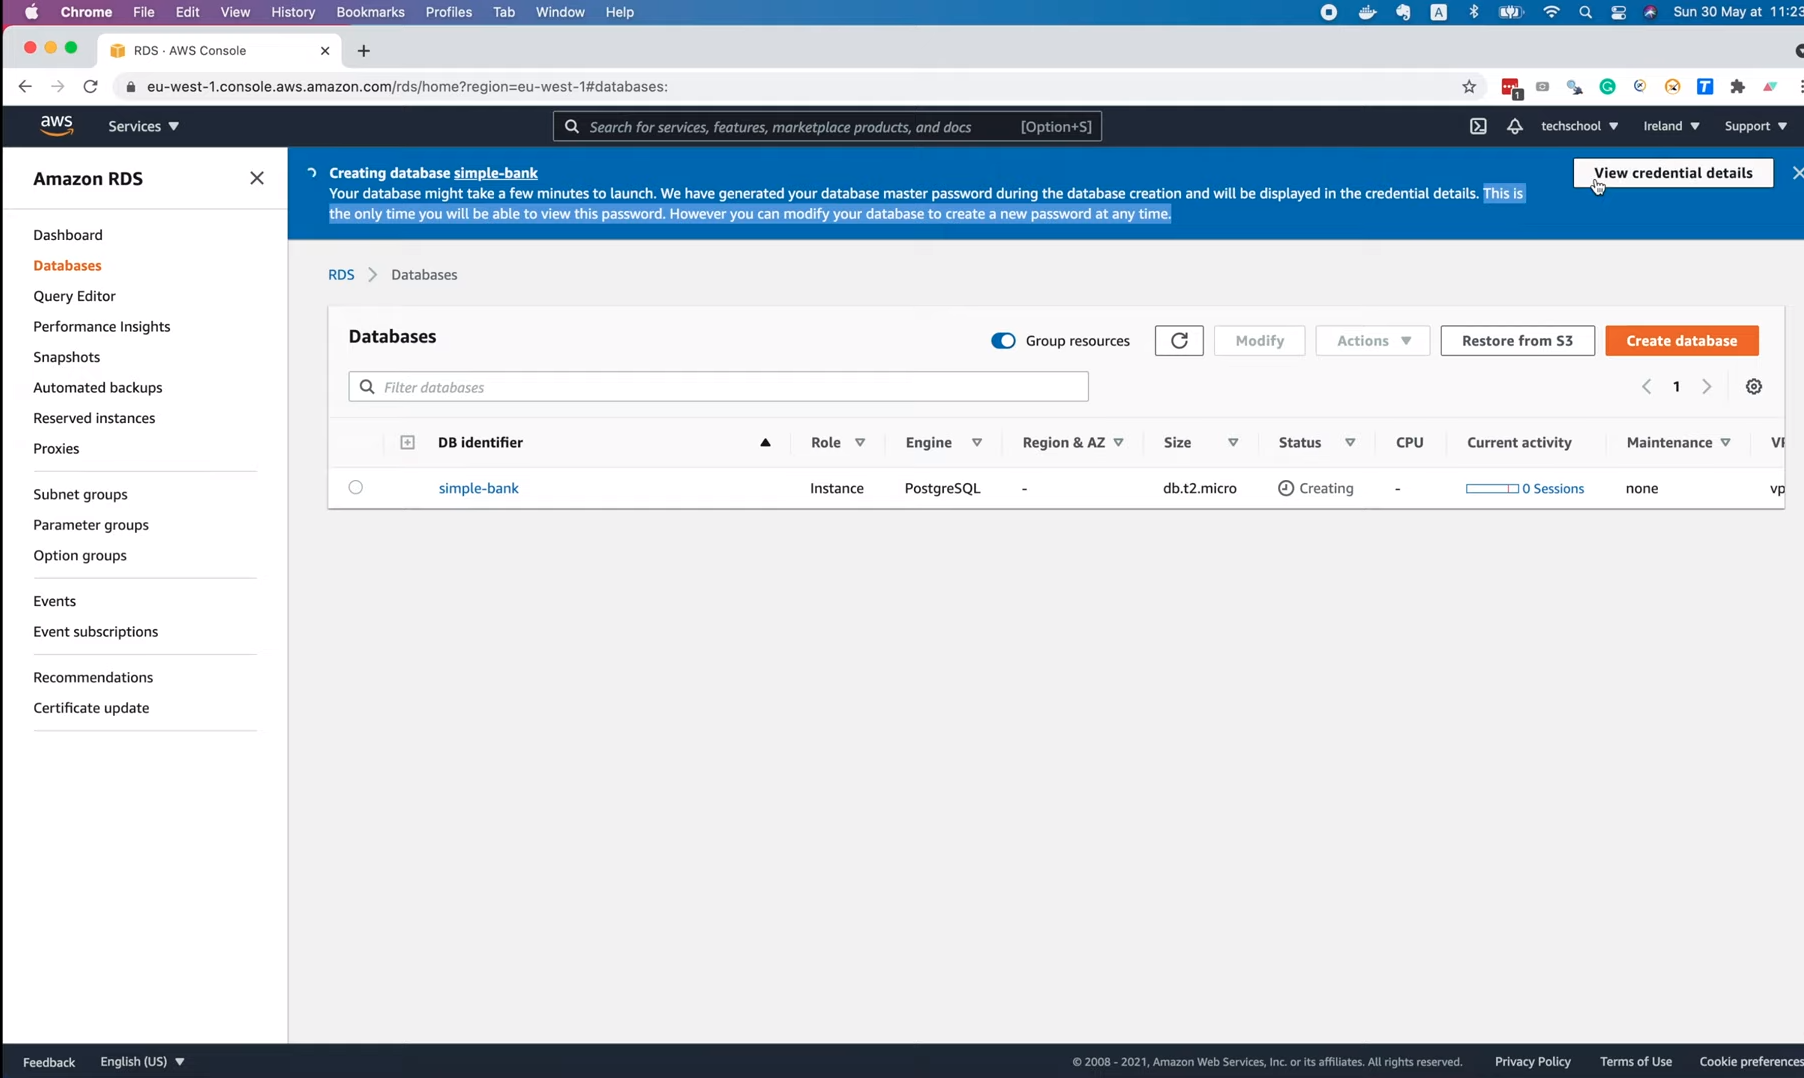 Chrome File Edit View History Bookmarks Profiles Tab Window Help
A
Sun 30 May at 11:23
RDS · AWS Console
eu-west-1.console.aws.amazon.com/rds/home?region=eu-west-1#databases:
1
T
aws Services
Search for services, features, marketplace products, and docs [Option+S]
techschool Ireland Support
Amazon RDS
Dashboard
Databases
Query Editor
Performance Insights
Snapshots
Automated backups
Reserved instances
Proxies
Subnet groups
Parameter groups
Option groups
Events
Event subscriptions
Recommendations
Certificate update
Creating database simple-bank
Your database might take a few minutes to launch. We have generated your database master password during the database creation and will be displayed in the credential details. This is
the only time you will be able to view this password. However you can modify your database to create a new password at any time.
View credential details
RDS > Databases
Databases
Group resources
Modify
Actions
Restore from S3
Create database
Filter databases
1
DB identifier Role Engine Region & AZ Size Status CPU Current activity Maintenance
simple-bank Instance PostgreSQL - db.t2.micro Creating - 0 Sessions none vp
Feedback English (US) © 2008 - 2021, Amazon Web Services, Inc. or its affiliates. All rights reserved. Privacy Policy Terms of Use Cookie preferences